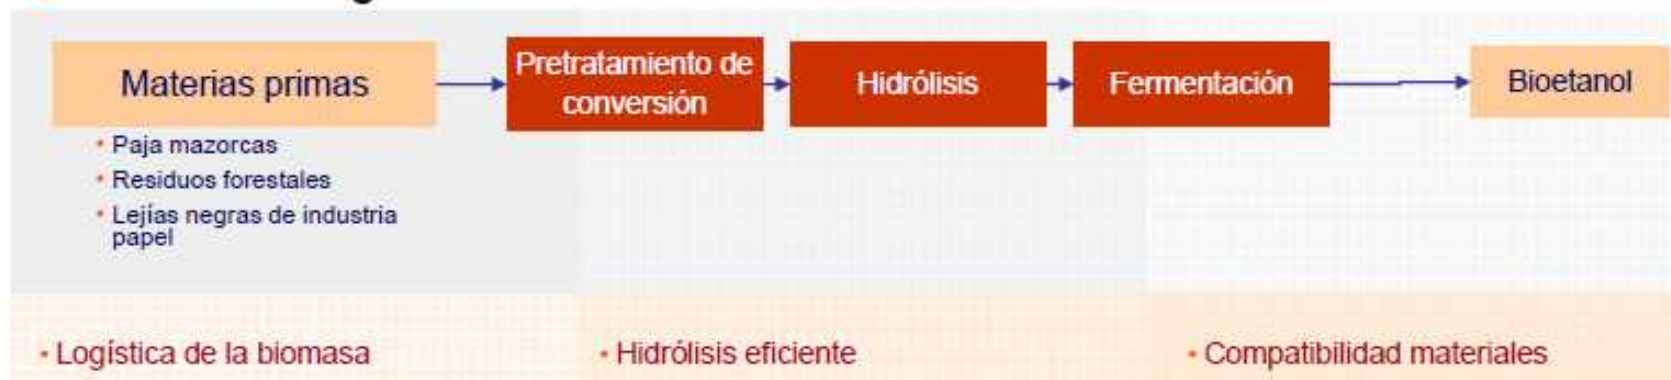 Materias primas
Pretratamiento de
conversión
Hidrólisis
Fermentación
Bioetanol
• Paja mazorcas
• Residuos forestales
• Lejías negras de industria
papel
• Logística de la biomasa
• Hidrólisis eficiente
• Compatibilidad materiales